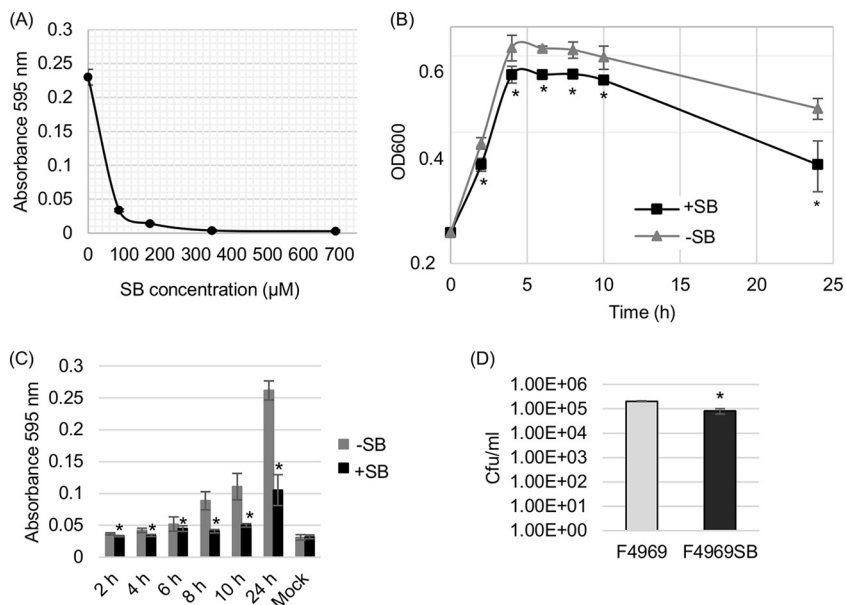 (A)
0.3
0.25
0.2
0.15
0.1
0.05
0
Absorbance 595 nm
0 100 200 300 400 500 600 700
SB concentration (µM)
(B)
0.6
0.4
0.2
OD600
* * * * * *
+SB
-SB
0 5 10 15 20 25
Time (h)
(C)
0.3
0.25
0.2
0.15
0.1
0.05
0
Absorbance 595 nm
* * * * * *
-SB
+SB
2 h 4 h 6 h 8 h 10 h 24 h Mock
(D)
1.00E+06
1.00E+05
1.00E+04
1.00E+03
1.00E+02
1.00E+01
1.00E+00
Cfu/ml
*
F4969 F4969SB